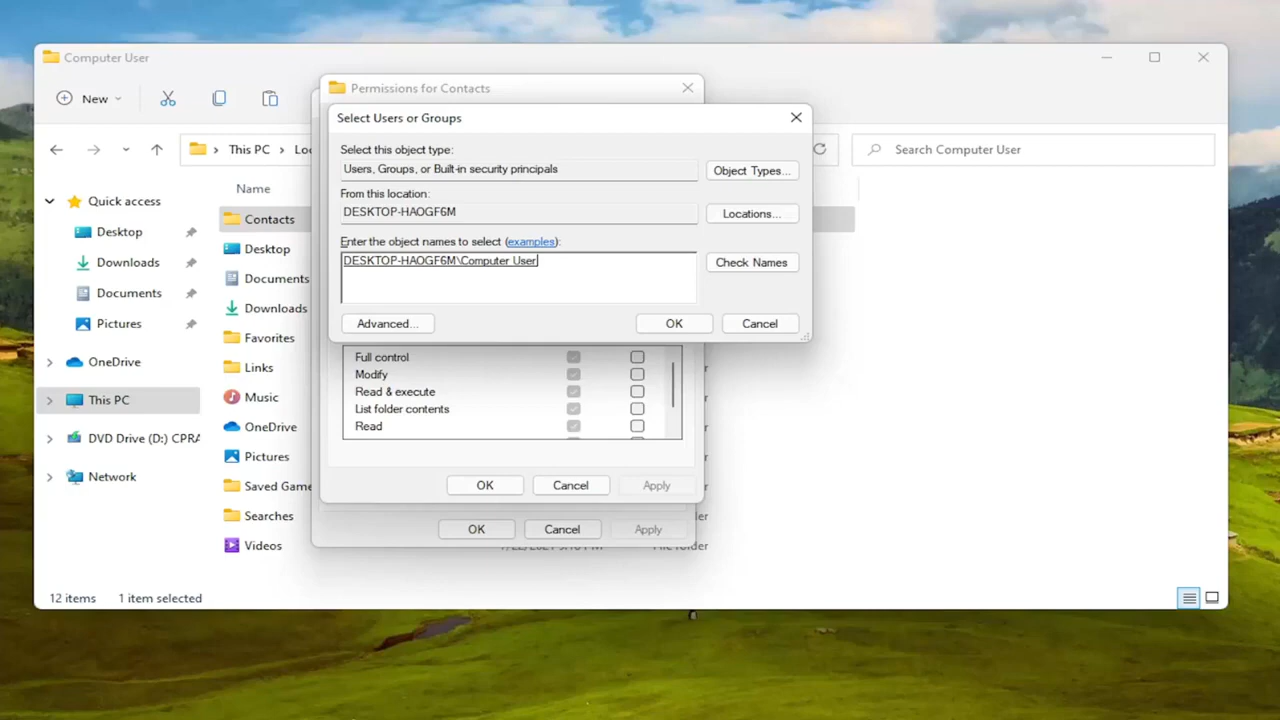 Computer User
New
Permissions for Contacts
Select Users or Groups
Select this object type:
Users, Groups, or Built-in security principals
Object Types...
From this location:
DESKTOP-HAOGF6M
Locations...
Enter the object names to select (examples):
DESKTOP-HAOGF6M\Computer User
Check Names
Advanced...
OK
Cancel
This PC
Search Computer User
Quick access
Desktop
Downloads
Documents
Pictures
OneDrive
This PC
DVD Drive (D:) CPRA
Network
Name
Contacts
Desktop
Documents
Downloads
Favorites
Links
Music
OneDrive
Pictures
Saved Game
Searches
Videos
Full control
Modify
Read & execute
List folder contents
Read
OK
Cancel
Apply
OK
Cancel
Apply
12 items
1 item selected